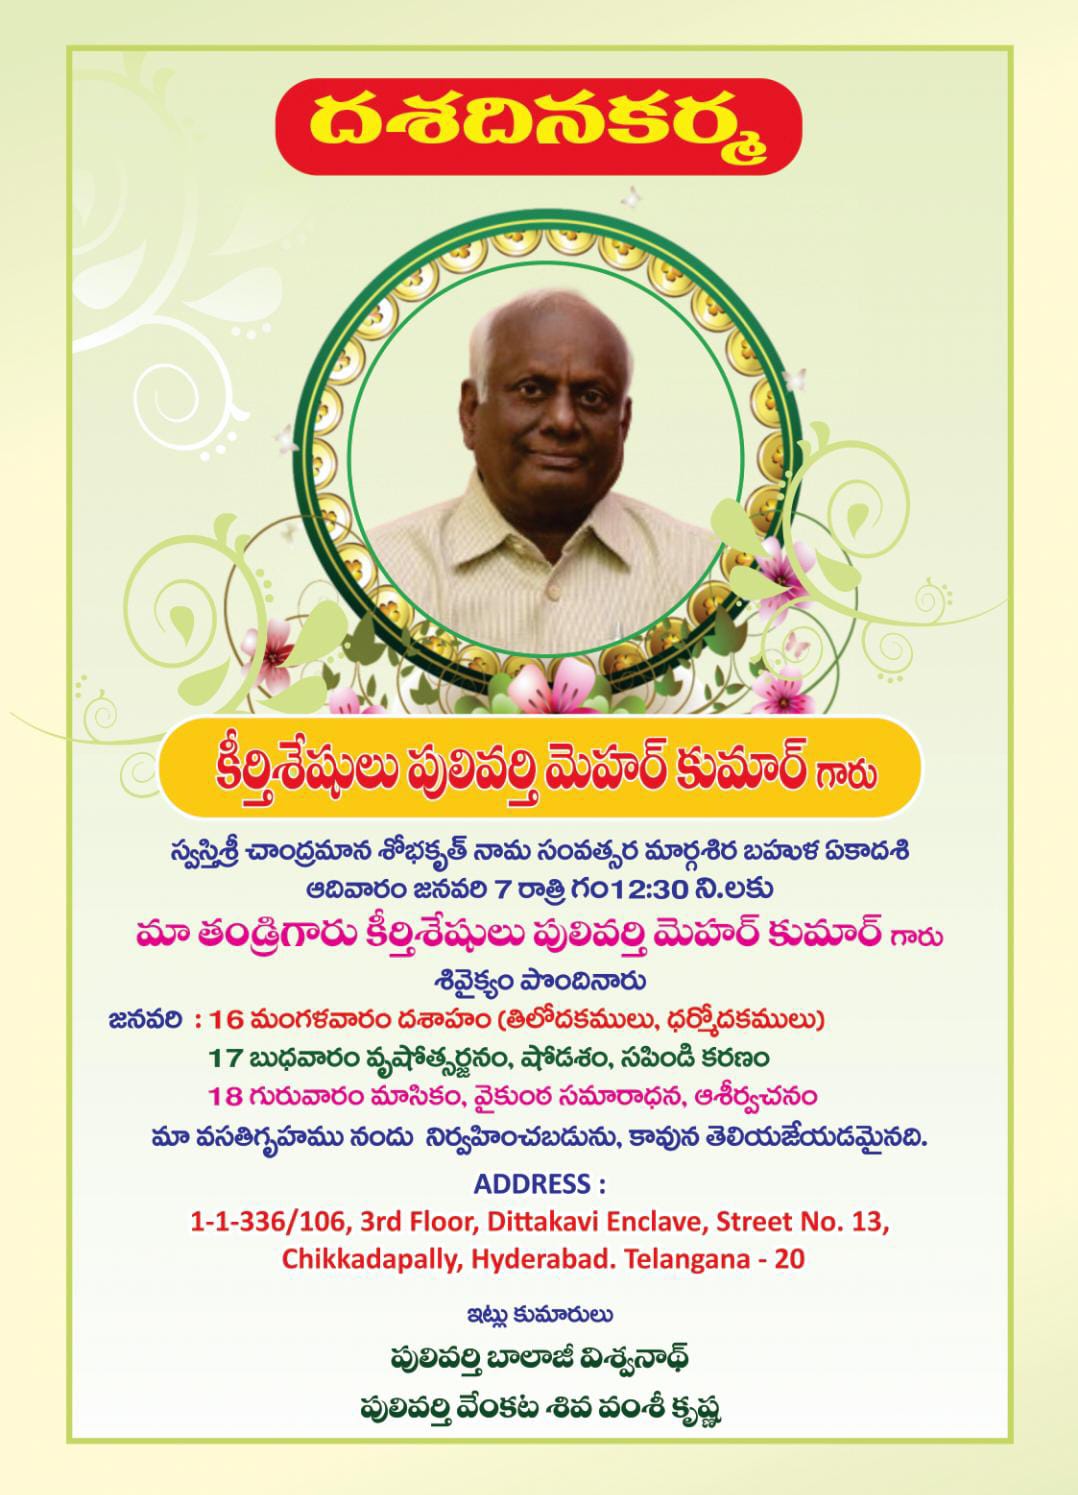 దశదినకర్మ
కీర్తిశేషులు పులివర్తి మెహర్ కుమార్ గారు
స్వస్తిశ్రీ చాంద్రమాన శోభకృత్ నామ సంవత్సర మార్గశిర బహుళ ఏకాదశి
ఆదివారం జనవరి 7 రాత్రి గం12:30 ని.లకు
మా తండ్రిగారు కీర్తిశేషులు పులివర్తి మెహర్ కుమార్ గారు
శివైక్యం పొందినారు
జనవరి : 16 మంగళవారం దశాహం (తిలోదకములు, ధర్మోదకములు)
17 బుధవారం వృషోత్సర్జనం, షోడశం, సపిండి కరణం
18 గురువారం మాసికం, వైకుంఠ సమారాధన, ఆశీర్వచనం
మా వసతిగృహము నందు నిర్వహించబడును, కావున తెలియజేయడమైనది.
ADDRESS :
1-1-336/106, 3rd Floor, Dittakavi Enclave, Street No. 13,
Chikkadapally, Hyderabad. Telangana - 20
ఇట్లు కుమారులు
పులివర్తి బాలాజీ విశ్వనాథ్
పులివర్తి వేంకట శివ వంశీ కృష్ణ